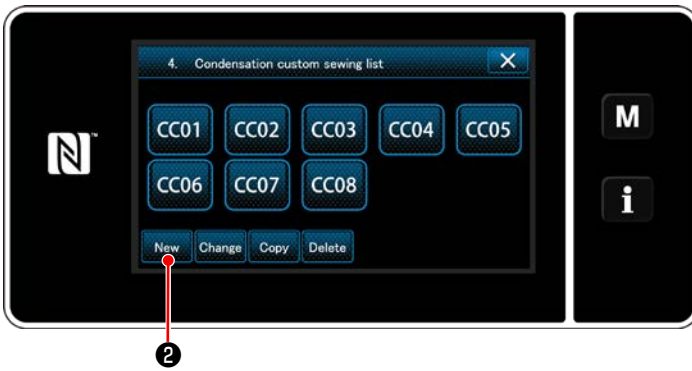 4. Condensation custom sewing list
CC01 CC02 CC03 CC04 CC05
M
CC06 CC07 CC08
i
New Change Copy Delete
❷